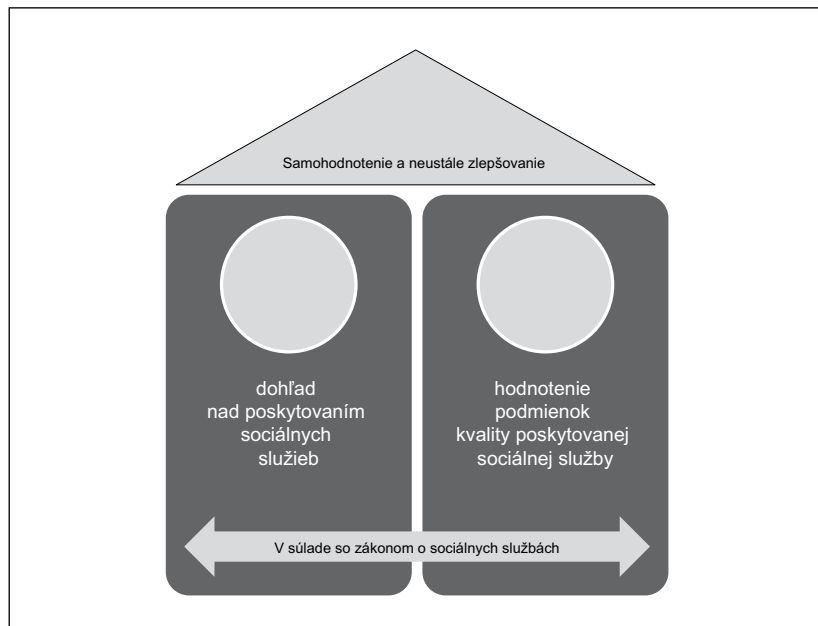 Samohodnotenie a neustále zlepšovanie
dohľad
nad poskytovaním
sociálnych
služieb
hodnotenie
podmienok
kvality poskytovanej
sociálnej služby
V súlade so zákonom o sociálnych službách